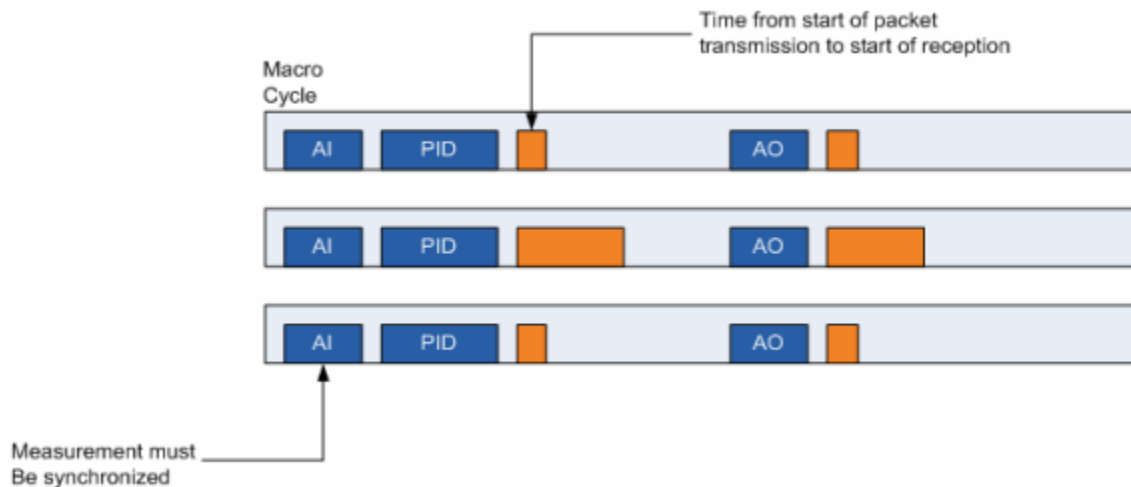 Time from start of packet
transmission to start of reception
Macro
Cycle
AI PID AO
AI PID AO
AI PID AO
Measurement must
Be synchronized